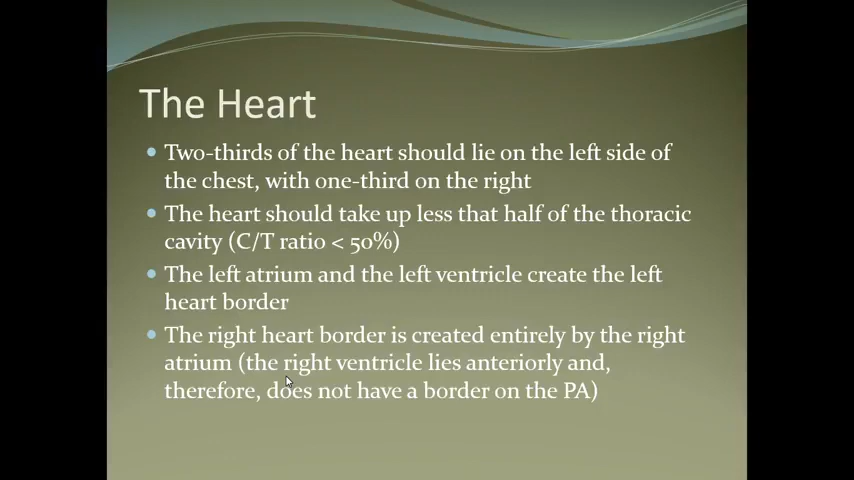 The Heart
Two-thirds of the heart should lie on the left side of
the chest, with one-third on the right
The heart should take up less that half of the thoracic
cavity (C/T ratio < 50%)
The left atrium and the left ventricle create the left
heart border
The right heart border is created entirely by the right
atrium (the right ventricle lies anteriorly and,
therefore, does not have a border on the PA)